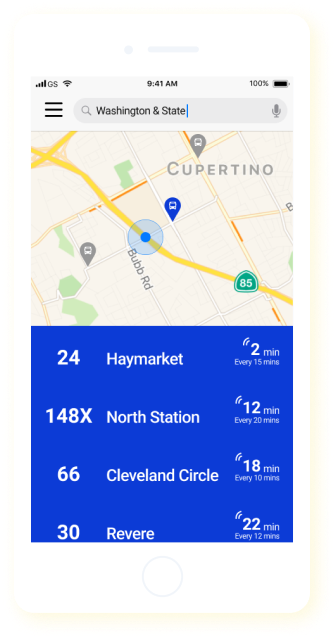 GS 9:41 AM 100%
Washington & State
CUPERTINO
Bubb Rd
85
24 Haymarket 2 min
Every 15 mins
148X North Station 12 min
Every 20 mins
66 Cleveland Circle 18 min
Every 10 mins
30 Revere 22 min
Every 12 mins